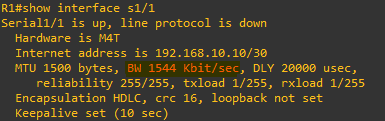 R1#show interface s1/1
Serial1/1 is up, line protocol is down
Hardware is M4T
Internet address is 192.168.10.10/30
MTU 1500 bytes, BW 1544 Kbit/sec, DLY 20000 usec,
reliability 255/255, txload 1/255, rxload 1/255
Encapsulation HDLC, crc 16, loopback not set
Keepalive set (10 sec)